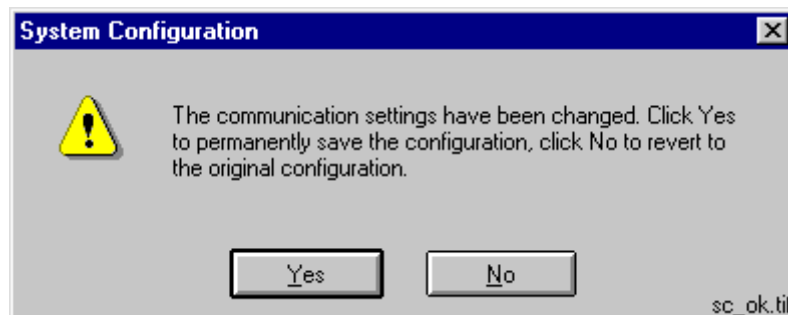 System Configuration
The communication settings have been changed. Click Yes
to permanently save the configuration, click No to revert to
the original configuration.
Yes No
sc_ok.tif